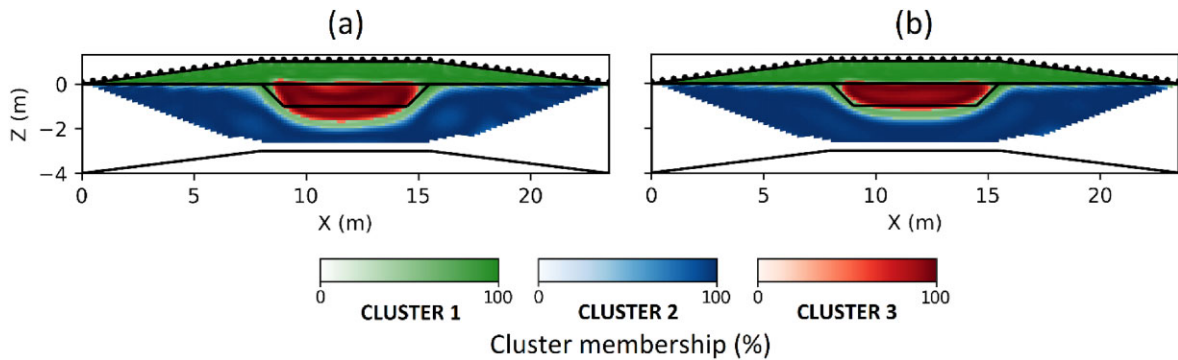 (a) (b)
Z (m)
0
−2
−4
0 5 10 15 20 0 5 10 15 20
X (m) X (m)
0 100 0 100 0 100
CLUSTER 1 CLUSTER 2 CLUSTER 3
Cluster membership (%)